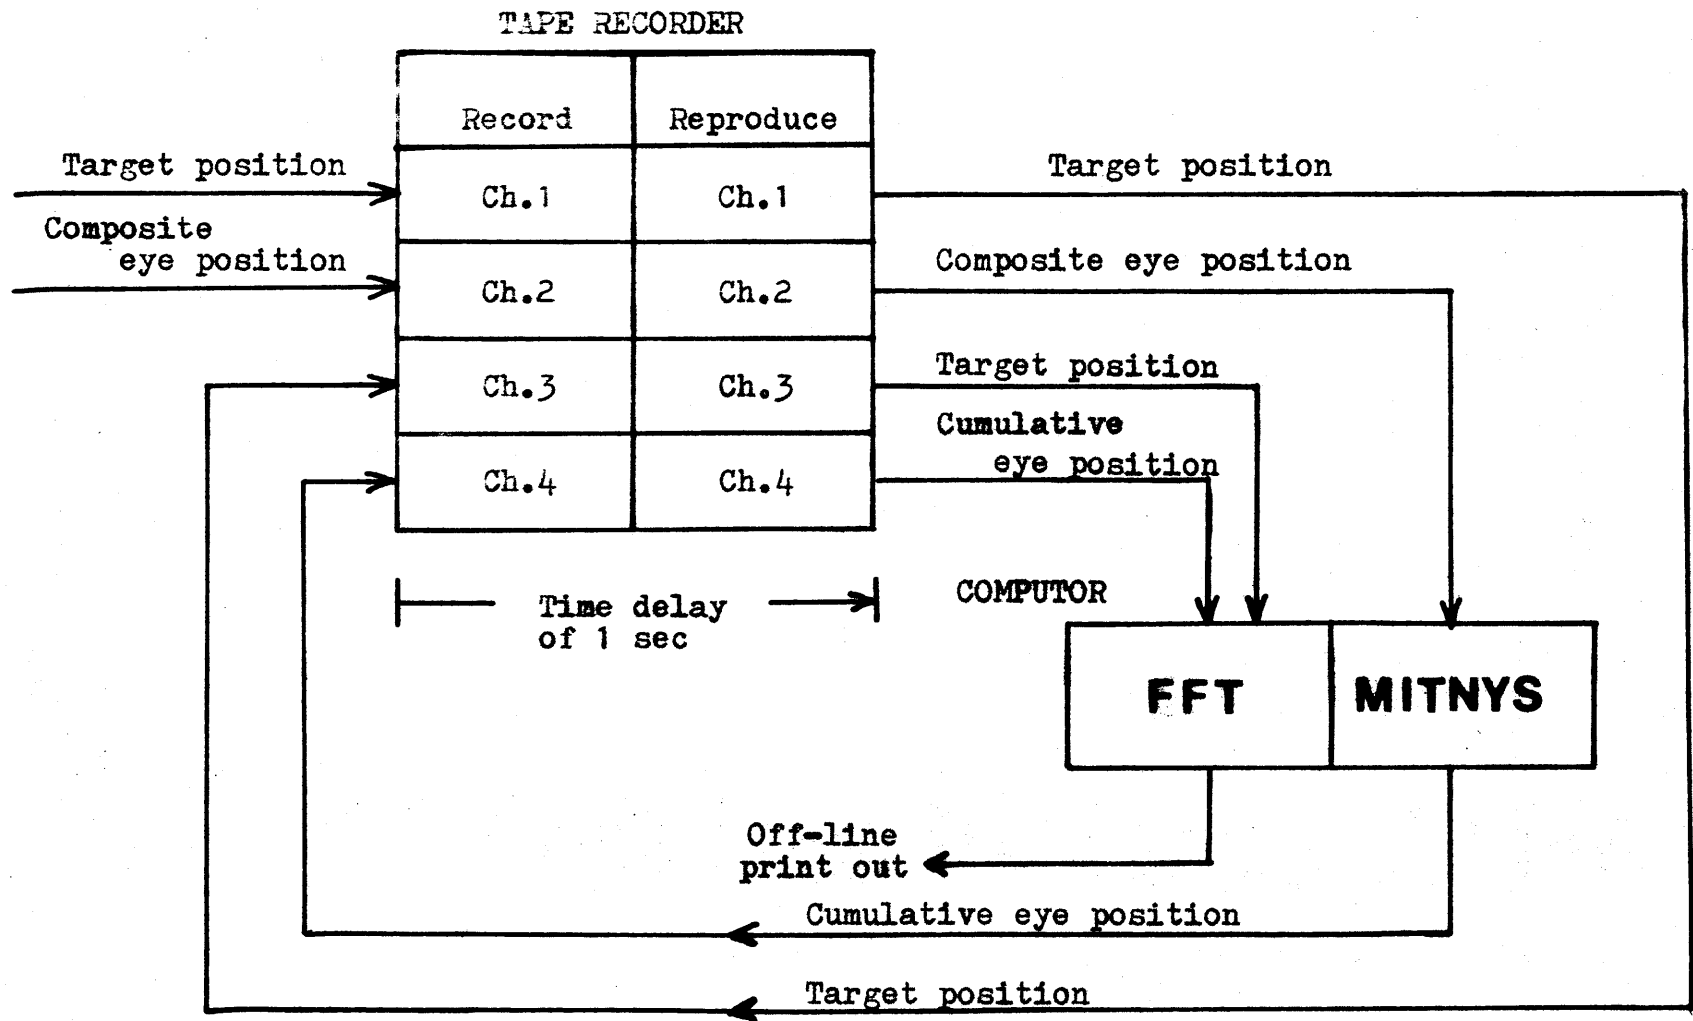 TAPE RECORDER
Record Reproduce
Target position
Ch.1 Ch.1
Target position
Composite
eye position
Ch.2 Ch.2
Composite eye position
Ch.3 Ch.3
Target position
Cumulative
eye position
Ch.4 Ch.4
Time delay
of 1 sec
COMPUTOR
FFT MITNYS
Off-line
print out
Cumulative eye position
Target position